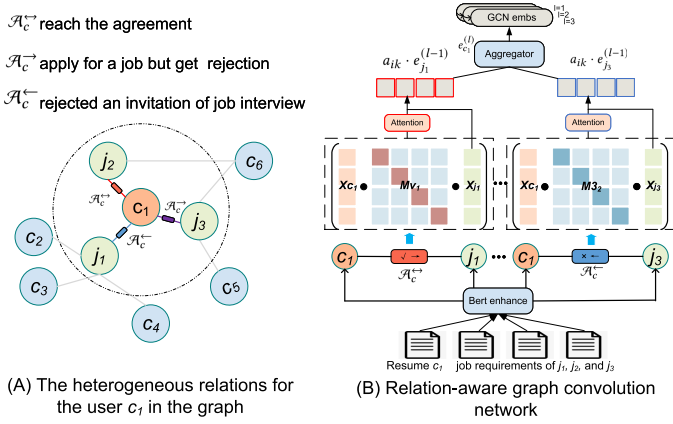 𝒜c↔ reach the agreement
𝒜c→ apply for a job but get rejection
𝒜c← rejected an invitation of job interview
j2
c6
𝒜c↔
c1
𝒜c→
j3
c2
j1
𝒜c←
c3
c5
c4
(A) The heterogeneous relations for
the user c1 in the graph
GCN embs
l=1
l=2
l=3
ec1(l)
Aggregator
aik · ej1(l−1)
aik · ej3(l−1)
Attention
Attention
Xc1
Mv1
Xj1
Xc1
M32
Xj3
c1
√ →
j1
c1
× ←
j3
𝒜c↔
𝒜c←
Bert enhance
Resume c1 job requirements of j1, j2, and j3
(B) Relation-aware graph convolution
network